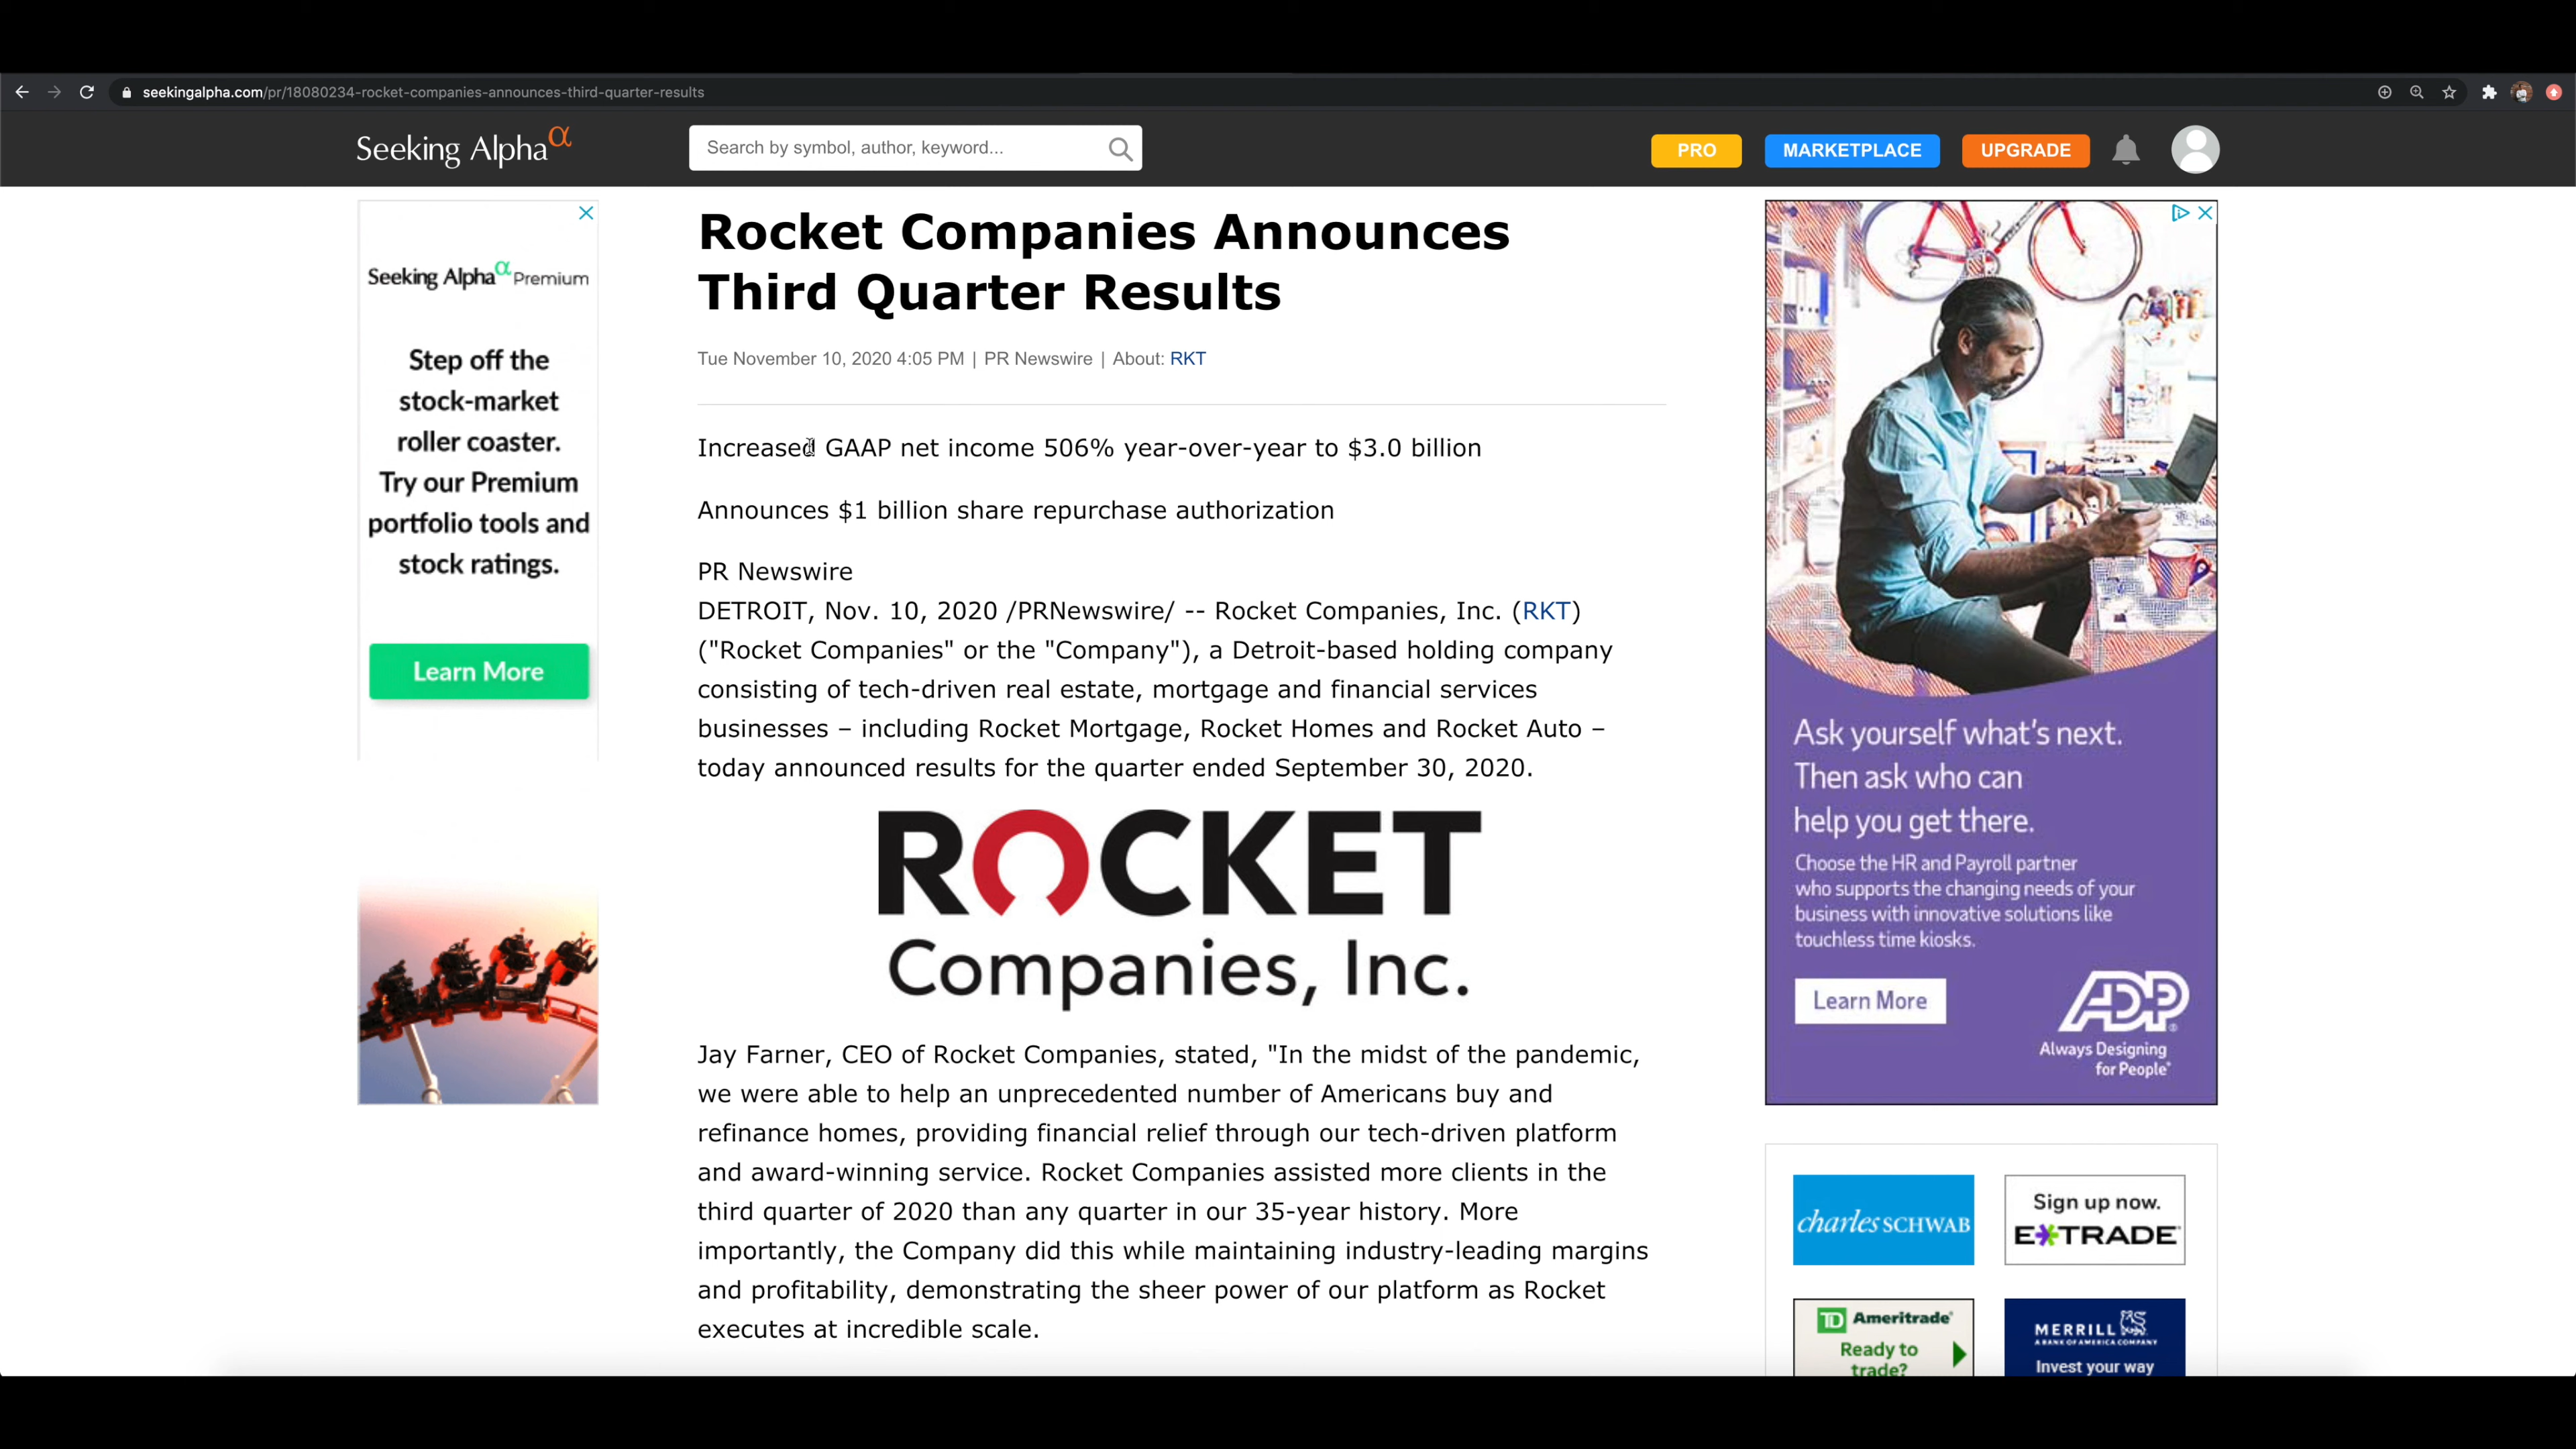 seekingalpha.com/pr/18080234-rocket-companies-announces-third-quarter-results
Seeking Alpha α
Search by symbol, author, keyword...
PRO
MARKETPLACE
UPGRADE
Seeking Alpha α Premium
Step off the
stock-market
roller coaster.
Try our Premium
portfolio tools and
stock ratings.
Learn More
Rocket Companies Announces
Third Quarter Results
Tue November 10, 2020 4:05 PM | PR Newswire | About: RKT
Increased GAAP net income 506% year-over-year to $3.0 billion
Announces $1 billion share repurchase authorization
PR Newswire
DETROIT, Nov. 10, 2020 /PRNewswire/ -- Rocket Companies, Inc. (RKT)
("Rocket Companies" or the "Company"), a Detroit-based holding company
consisting of tech-driven real estate, mortgage and financial services
businesses – including Rocket Mortgage, Rocket Homes and Rocket Auto –
today announced results for the quarter ended September 30, 2020.
ROCKET
Companies, Inc.
Jay Farner, CEO of Rocket Companies, stated, "In the midst of the pandemic,
we were able to help an unprecedented number of Americans buy and
refinance homes, providing financial relief through our tech-driven platform
and award-winning service. Rocket Companies assisted more clients in the
third quarter of 2020 than any quarter in our 35-year history. More
importantly, the Company did this while maintaining industry-leading margins
and profitability, demonstrating the sheer power of our platform as Rocket
executes at incredible scale.
Ask yourself what's next.
Then ask who can
help you get there.
Choose the HR and Payroll partner
who supports the changing needs of your
business with innovative solutions like
touchless time kiosks.
Learn More
ADP®
Always Designing
for People®
charles SCHWAB
Sign up now.
E*TRADE
TD Ameritrade®
Ready to
trade?
MERRILL
A BANK OF AMERICA COMPANY
Invest your way